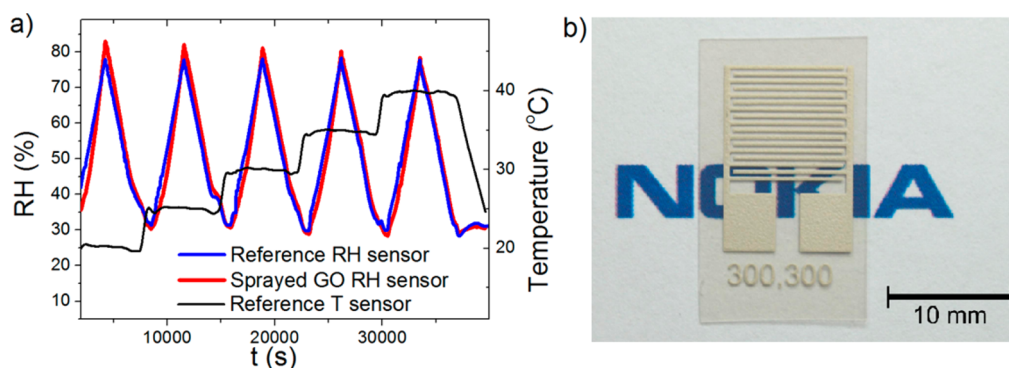 a)
RH (%)
80
70
60
50
40
30
20
10
40
30
20
Temperature (°C)
Reference RH sensor
Sprayed GO RH sensor
Reference T sensor
10000
20000
30000
t (s)
b)
NOKIA
300,300
10 mm